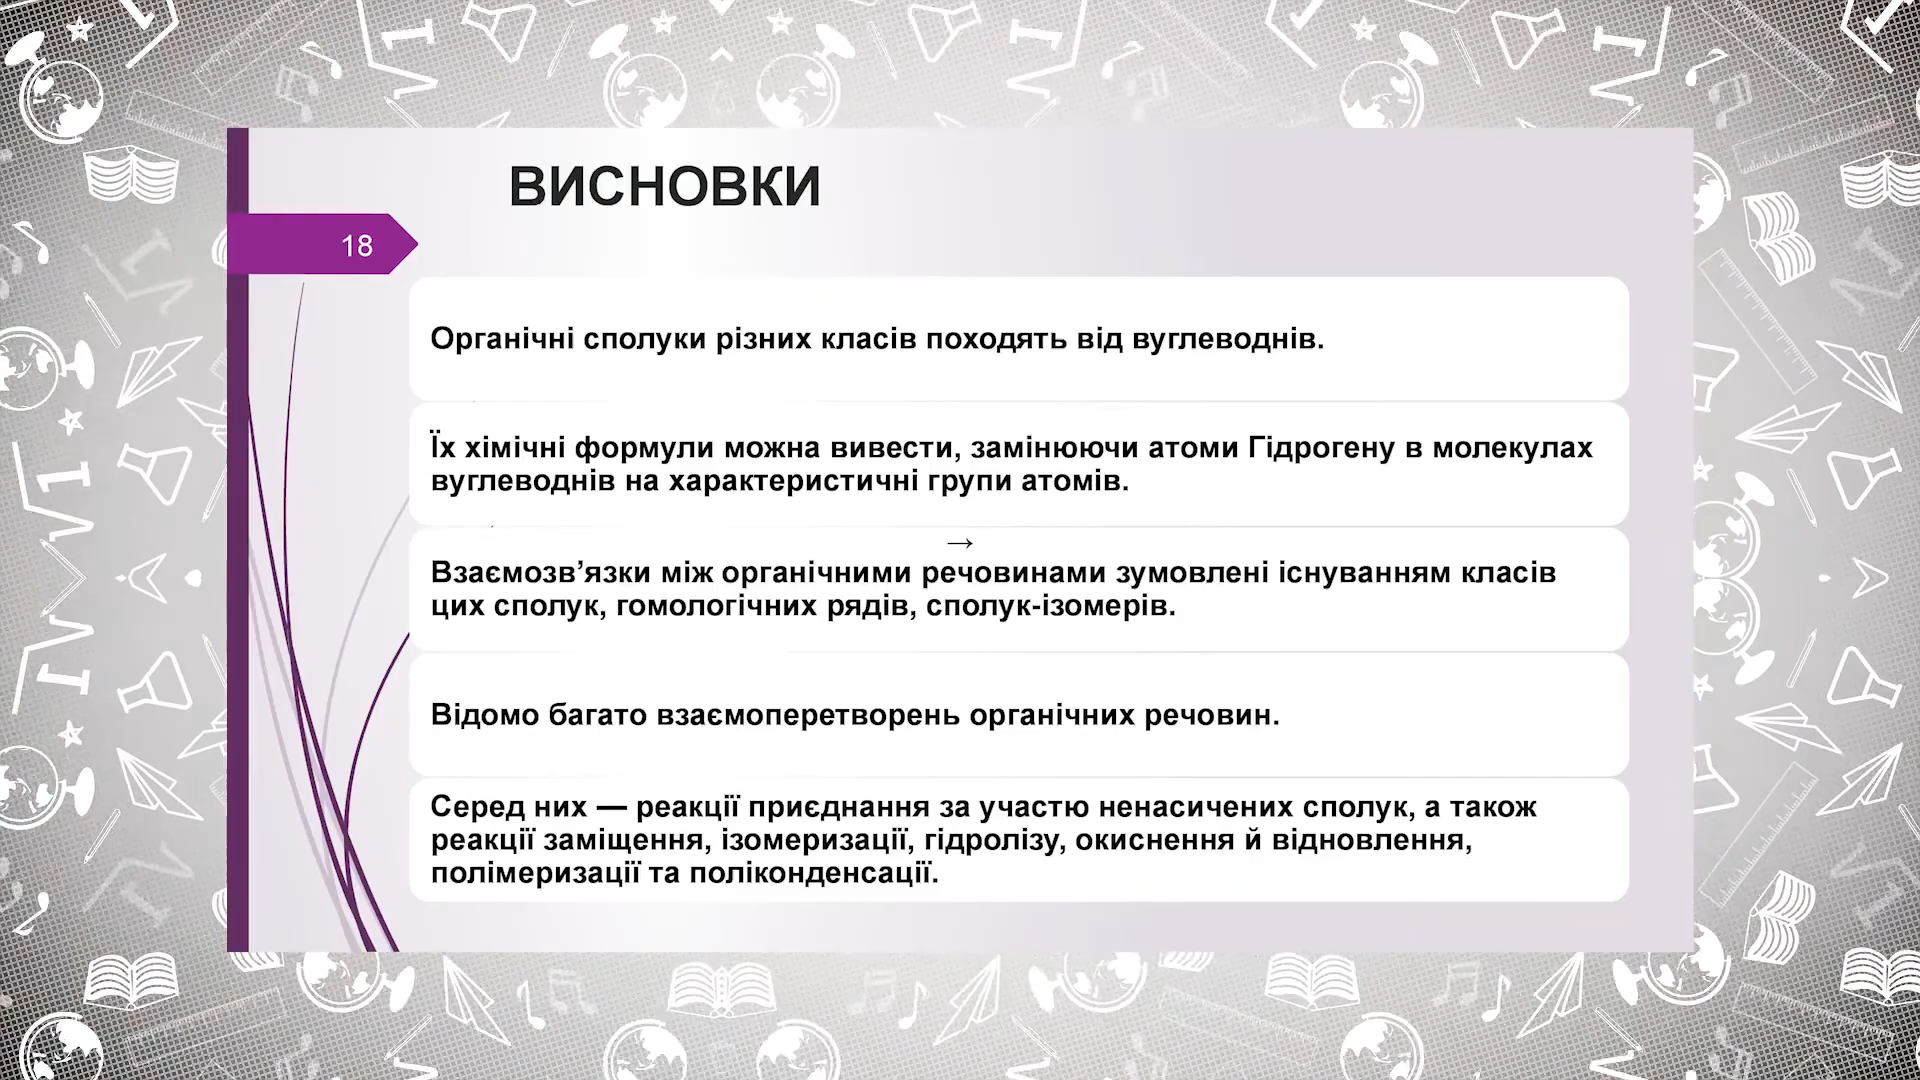 ВИСНОВКИ
18
Органічні сполуки різних класів походять від вуглеводнів.
Їх хімічні формули можна вивести, замінюючи атоми Гідрогену в молекулах
вуглеводнів на характеристичні групи атомів.
→
Взаємозв’язки між органічними речовинами зумовлені існуванням класів
цих сполук, гомологічних рядів, сполук-ізомерів.
Відомо багато взаємоперетворень органічних речовин.
Серед них — реакції приєднання за участю ненасичених сполук, а також
реакції заміщення, ізомеризації, гідролізу, окиснення й відновлення,
полімеризації та поліконденсації.